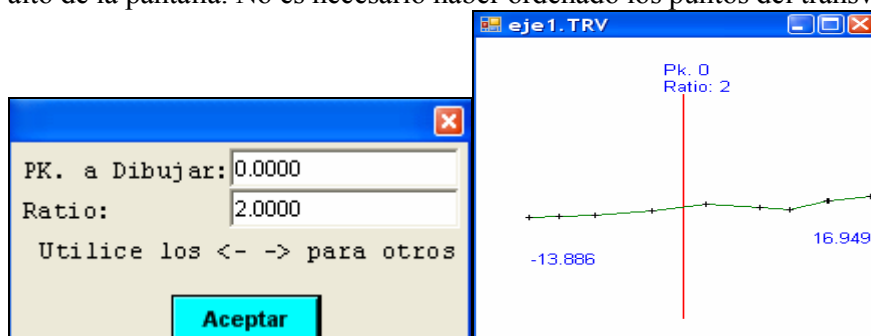 alto de la pantalla. No es necesario haber ordenado los puntos del
eje1.TRV
Pk. 0
Ratio: 2
-13.886
16.949
PK. a Dibujar: 0.0000
Ratio: 2.0000
Utilice los <- -> para otros
Aceptar